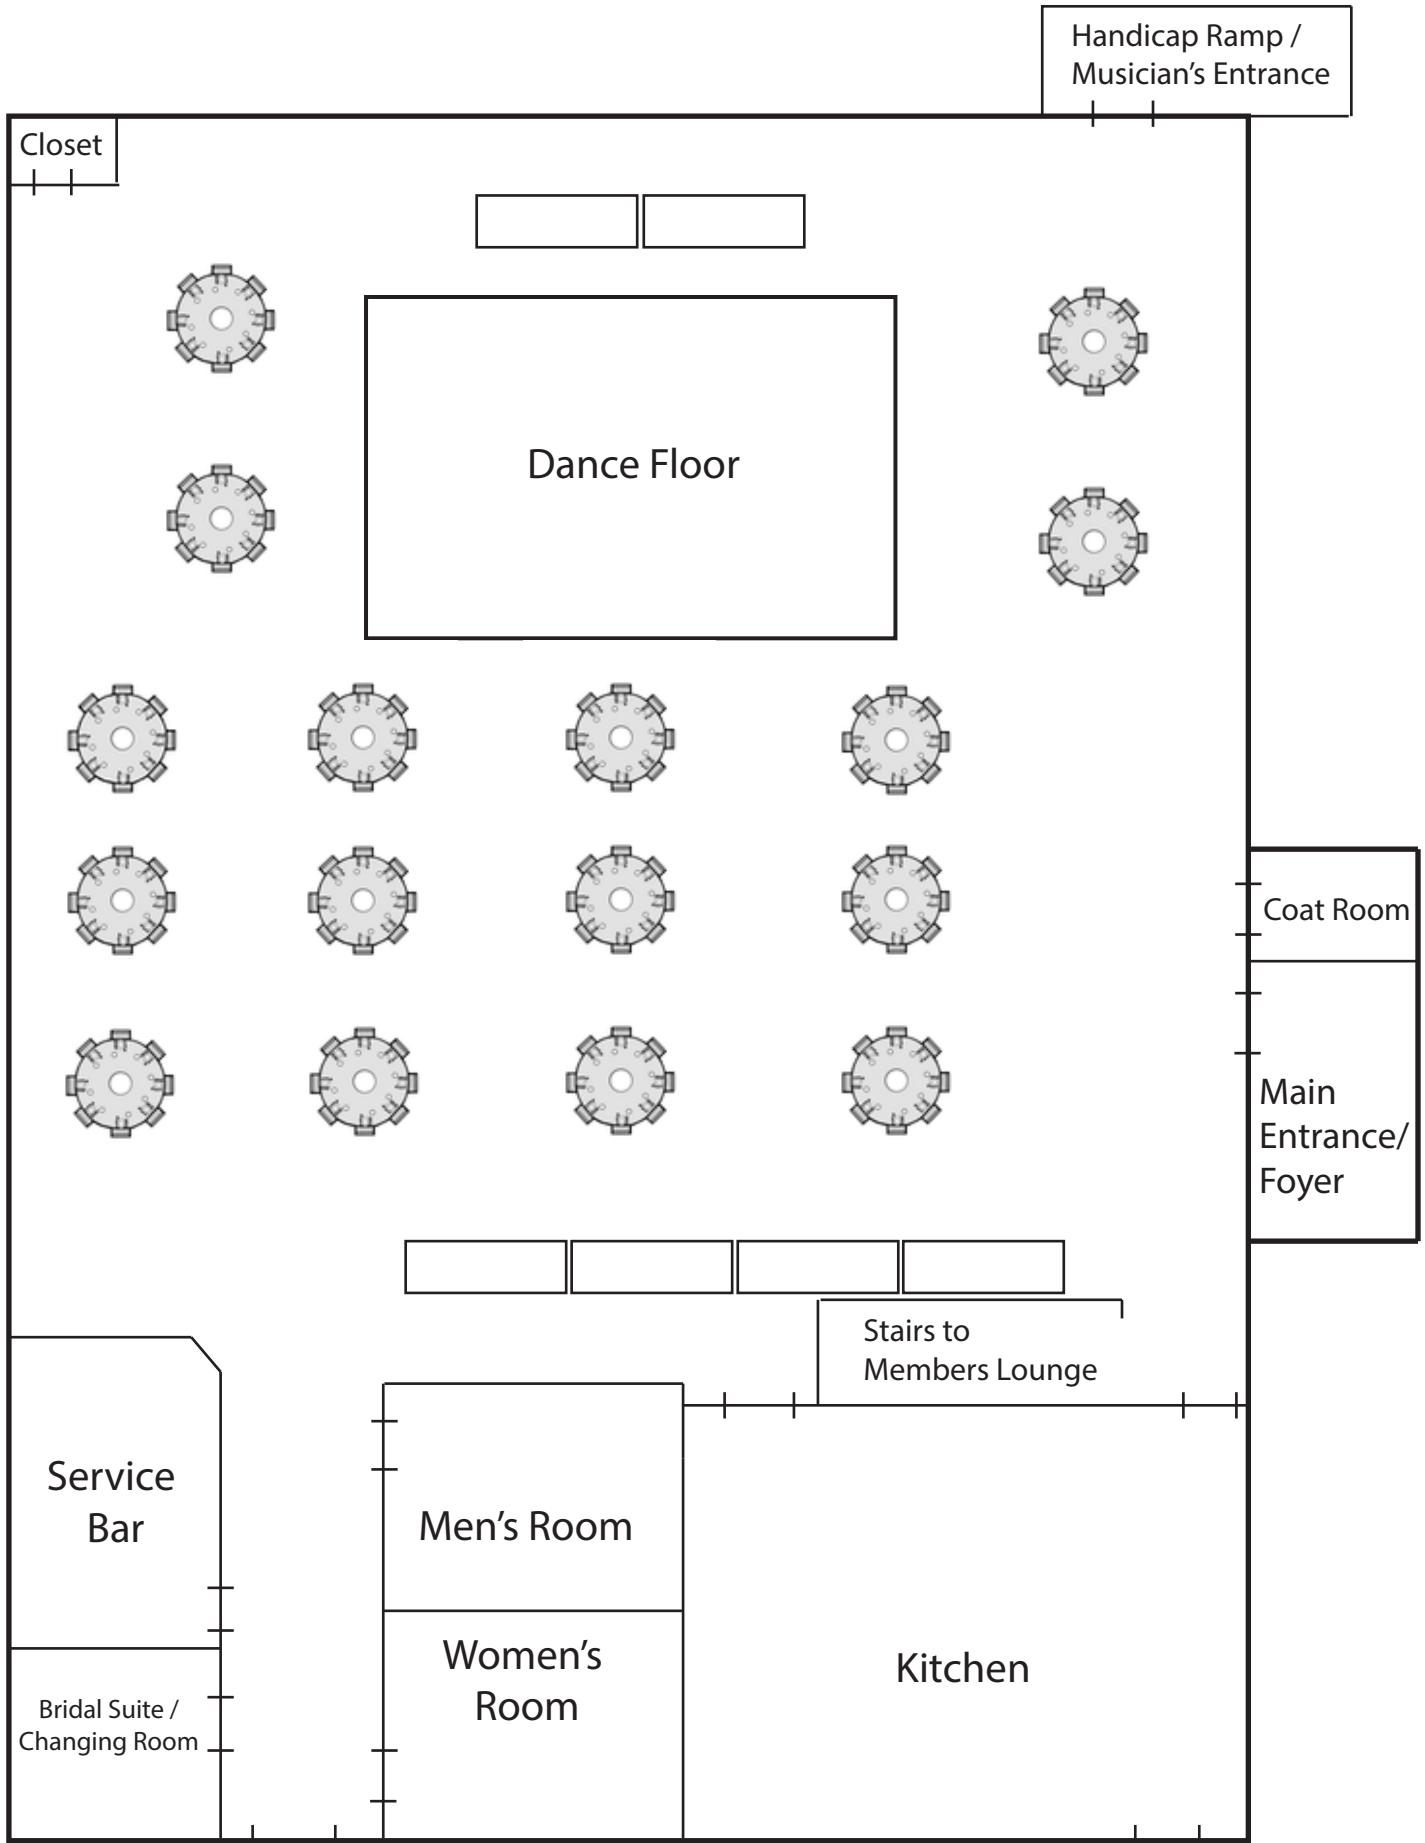 Handicap Ramp /
Musician’s Entrance
Closet
Dance Floor
Coat Room
Main
Entrance/
Foyer
Stairs to
Members Lounge
Service
Bar
Men’s Room
Women’s
Room
Kitchen
Bridal Suite /
Changing Room